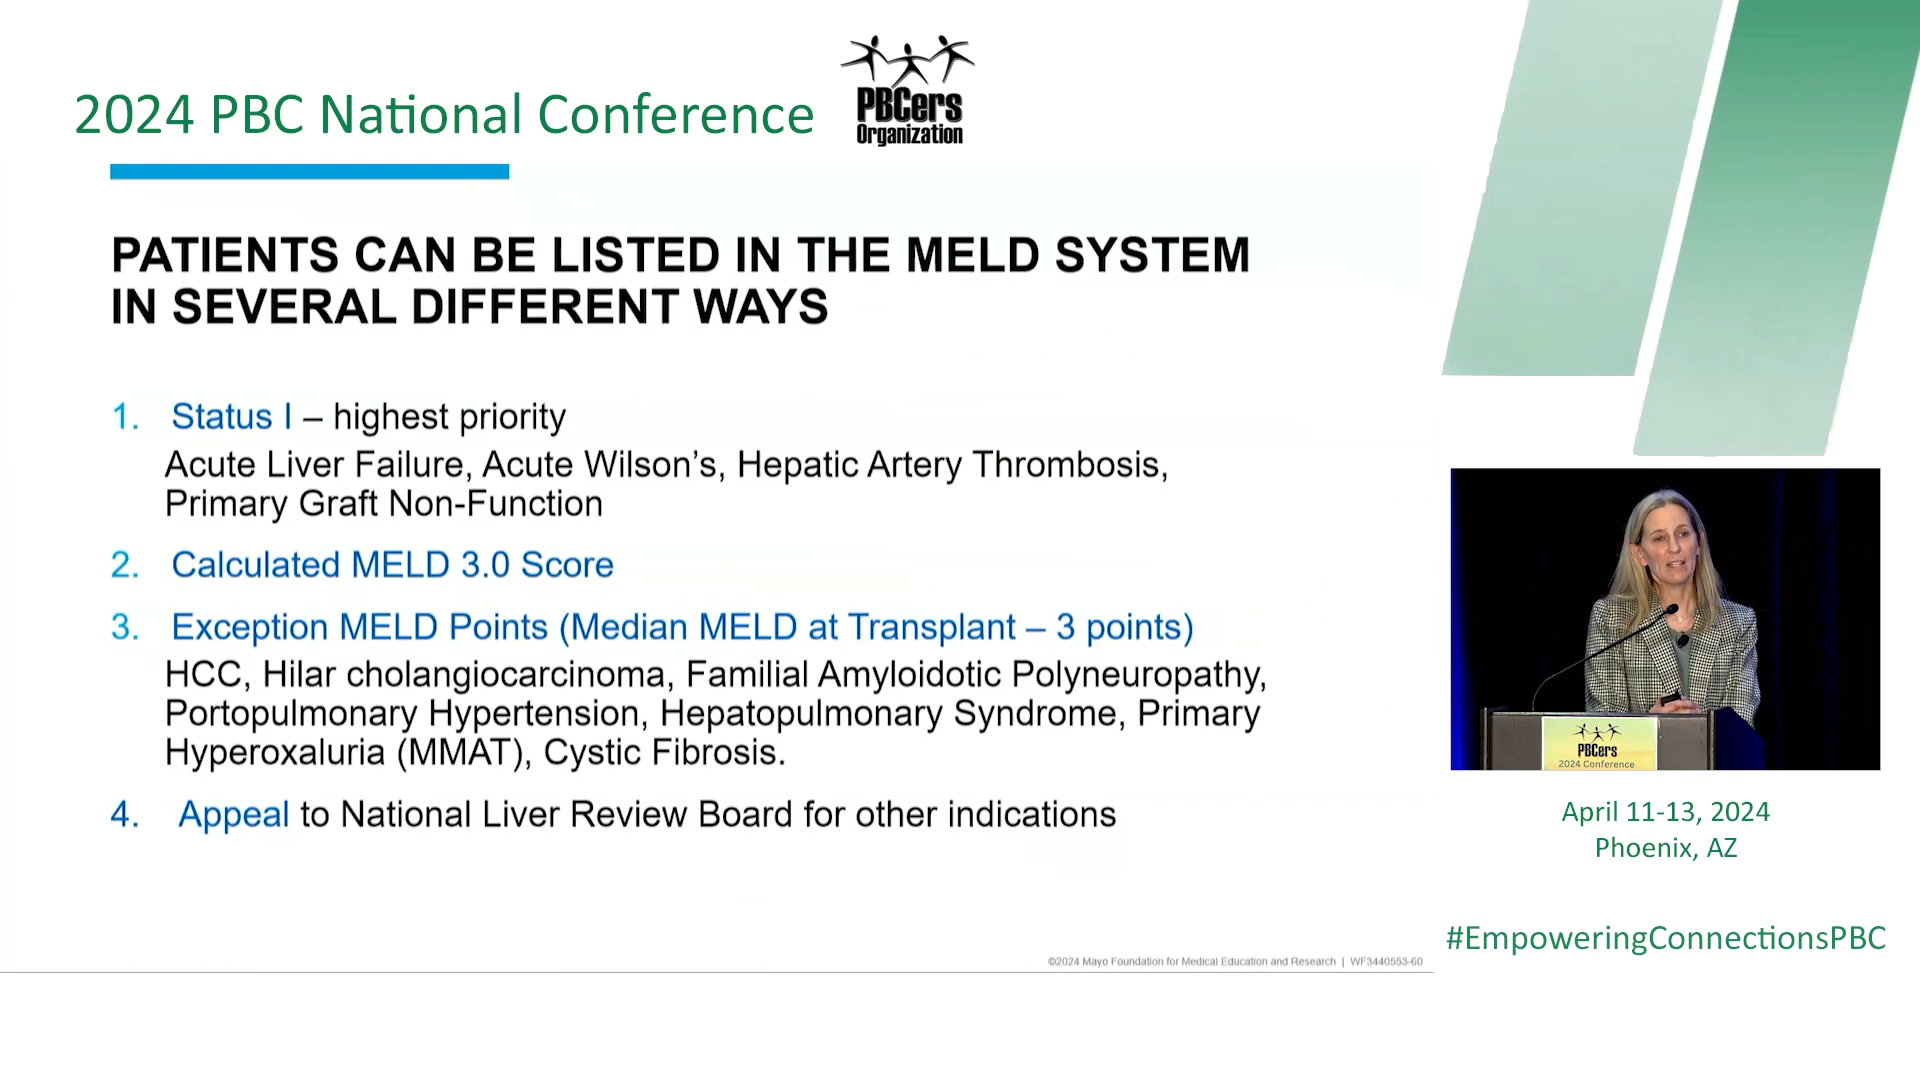 2024 PBC National Conference
PBCers
Organization
PATIENTS CAN BE LISTED IN THE MELD SYSTEM
IN SEVERAL DIFFERENT WAYS
1. Status I – highest priority
Acute Liver Failure, Acute Wilson’s, Hepatic Artery Thrombosis,
Primary Graft Non-Function
2. Calculated MELD 3.0 Score
3. Exception MELD Points (Median MELD at Transplant – 3 points)
HCC, Hilar cholangiocarcinoma, Familial Amyloidotic Polyneuropathy,
Portopulmonary Hypertension, Hepatopulmonary Syndrome, Primary
Hyperoxaluria (MMAT), Cystic Fibrosis.
4. Appeal to National Liver Review Board for other indications
©2024 Mayo Foundation for Medical Education and Research | WF3440553-60
PBCers
2024 Conference
April 11-13, 2024
Phoenix, AZ
#EmpoweringConnectionsPBC